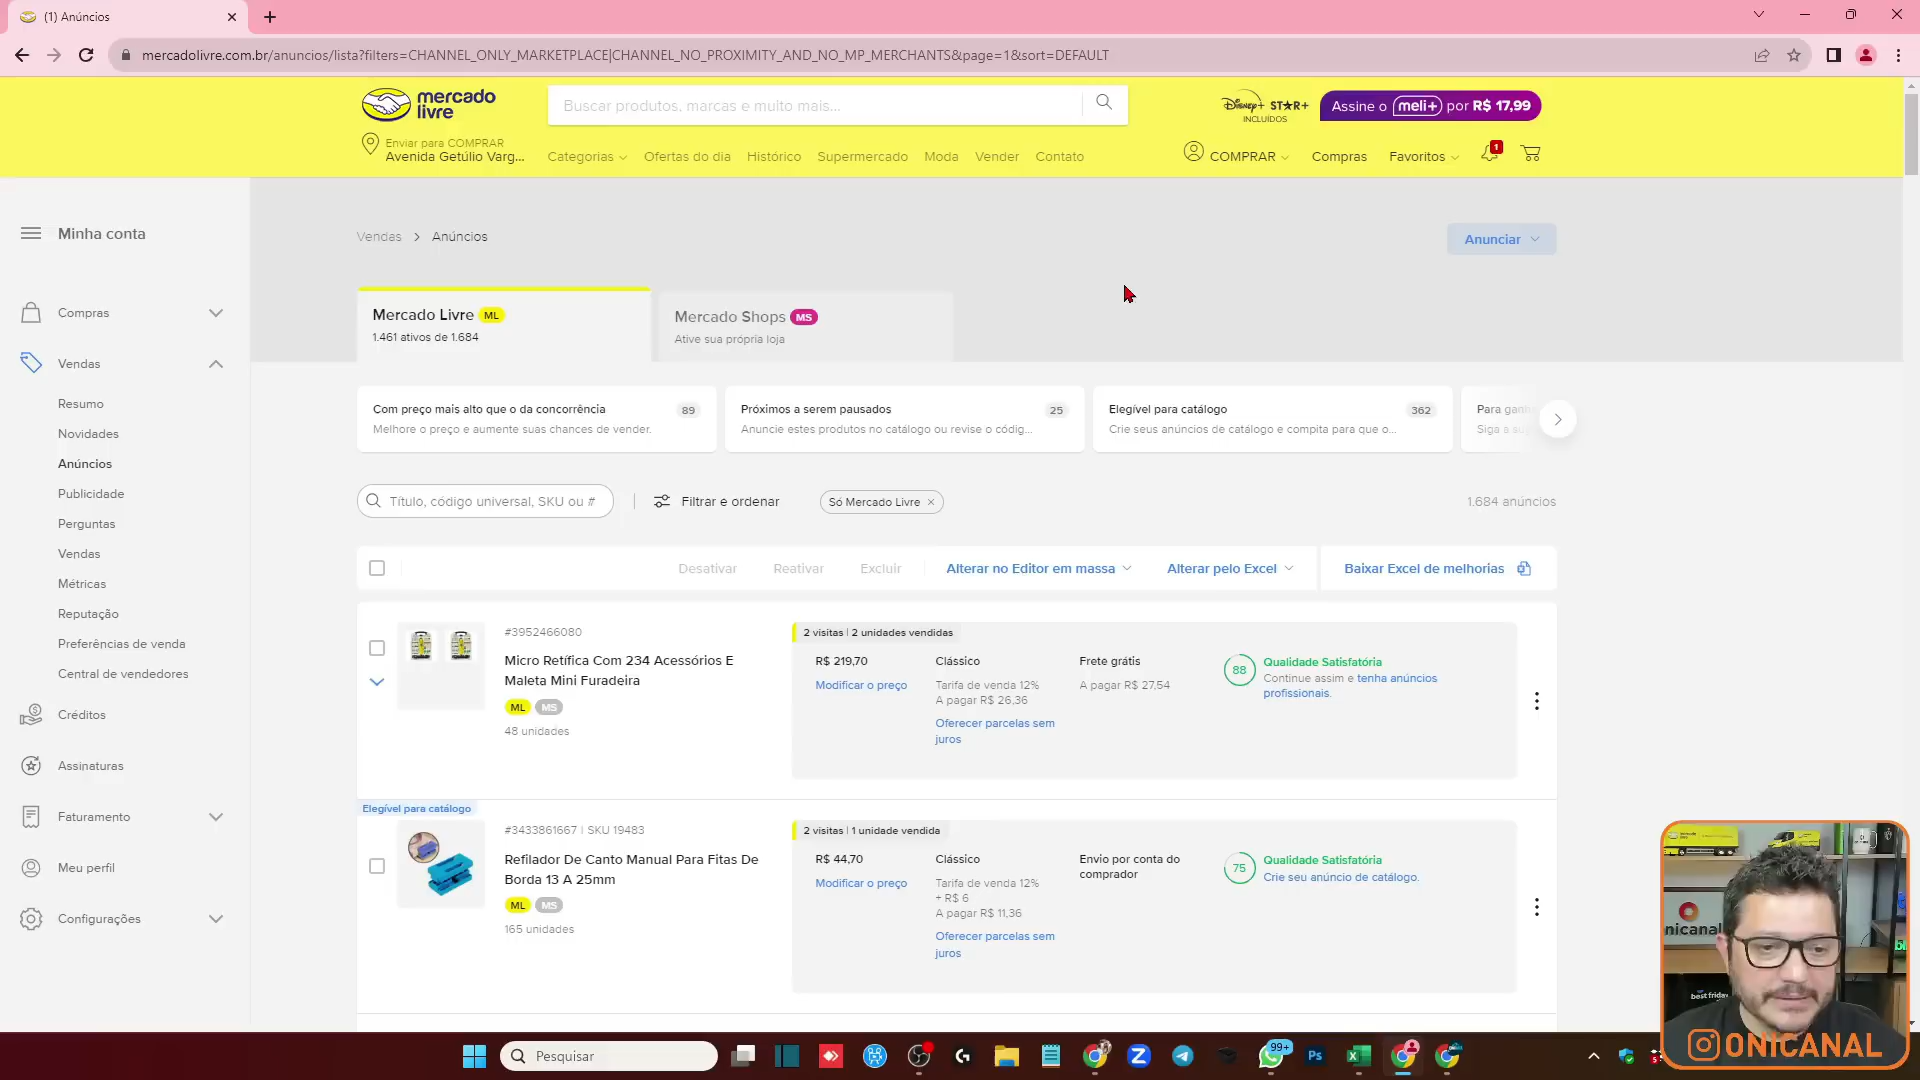 (1) Anúncios
mercadolivre.com.br/anuncios/lista?filters=CHANNEL_ONLY_MARKETPLACE|CHANNEL_NO_PROXIMITY_AND_NO_MP_MERCHANTS&page=1&sort=DEFAULT
mercado
livre
Buscar produtos, marcas e muito mais...
Disney+ STAR+
INCLUÍDOS
Assine o meli+ por R$ 17,99
Enviar para COMPRAR
Avenida Getúlio Varg...
Categorias
Ofertas do dia
Histórico
Supermercado
Moda
Vender
Contato
COMPRAR
Compras
Favoritos
1
Minha conta
Compras
Vendas
Resumo
Novidades
Anúncios
Publicidade
Perguntas
Vendas
Métricas
Reputação
Preferências de venda
Central de vendedores
Créditos
Assinaturas
Faturamento
Meu perfil
Configurações
Vendas > Anúncios
Anunciar
Mercado Livre ML
1.461 ativos de 1.684
Mercado Shops MS
Ative sua própria loja
Com preço mais alto que o da concorrência 89
Melhore o preço e aumente suas chances de vender.
Próximos a serem pausados 25
Anuncie estes produtos no catálogo ou revise o códig...
Elegível para catálogo 362
Crie seus anúncios de catálogo e compita para que o...
Título, código universal, SKU ou #
Filtrar e ordenar
Só Mercado Livre ×
1.684 anúncios
Desativar
Reativar
Excluir
Alterar no Editor em massa
Alterar pelo Excel
Baixar Excel de melhorias
#3952466080
Micro Retífica Com 234 Acessórios E
Maleta Mini Furadeira
ML MS
48 unidades
2 visitas | 2 unidades vendidas
R$ 219,70
Modificar o preço
Clássico
Tarifa de venda 12%
A pagar R$ 26,36
Oferecer parcelas sem
juros
Frete grátis
A pagar R$ 27,54
88
Qualidade Satisfatória
Continue assim e tenha anúncios
profissionais.
Elegível para catálogo
#3433861667 | SKU 19483
Refilador De Canto Manual Para Fitas De
Borda 13 A 25mm
ML MS
165 unidades
2 visitas | 1 unidade vendida
R$ 44,70
Modificar o preço
Clássico
Tarifa de venda 12%
+ R$ 6
A pagar R$ 11,36
Oferecer parcelas sem
juros
Envio por conta do
comprador
75
Qualidade Satisfatória
Crie seu anúncio de catálogo.
nicanal
best friday
ONICANAL
Pesquisar
99+
Ps